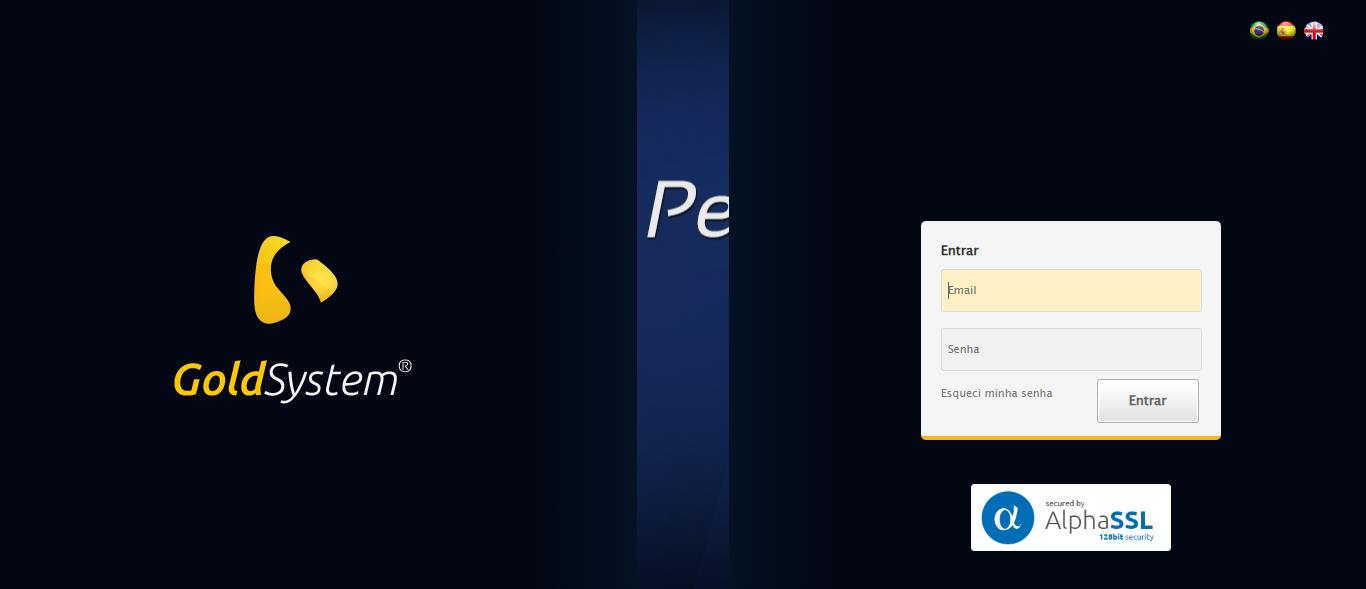 GoldSystem®
Pe
Entrar
Email
Senha
Esqueci minha senha
Entrar
secured by
α AlphaSSL
128bit security